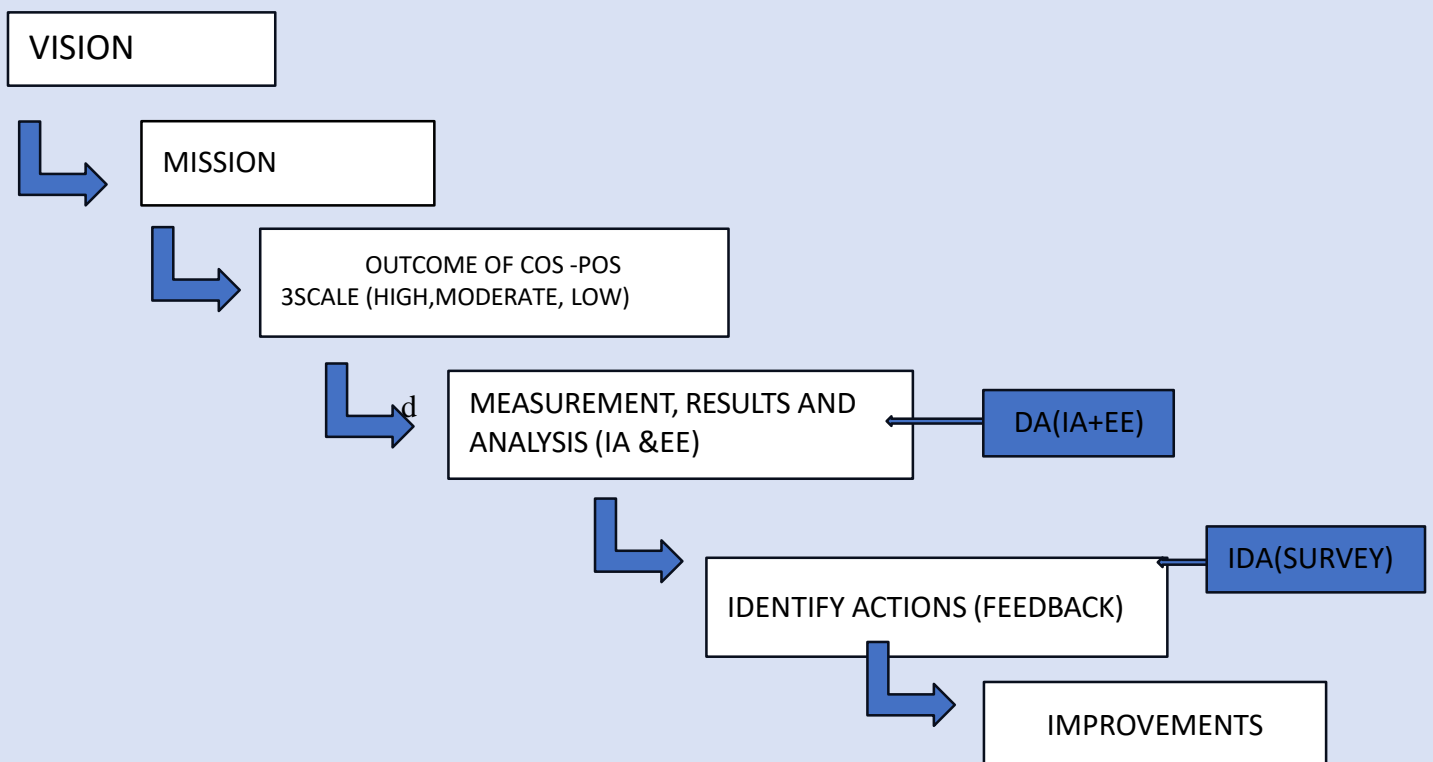 VISION
MISSION
OUTCOME OF COS -POS
3SCALE (HIGH,MODERATE, LOW)
d
MEASUREMENT, RESULTS AND
ANALYSIS (IA &EE)
DA(IA+EE)
IDA(SURVEY)
IDENTIFY ACTIONS (FEEDBACK)
IMPROVEMENTS